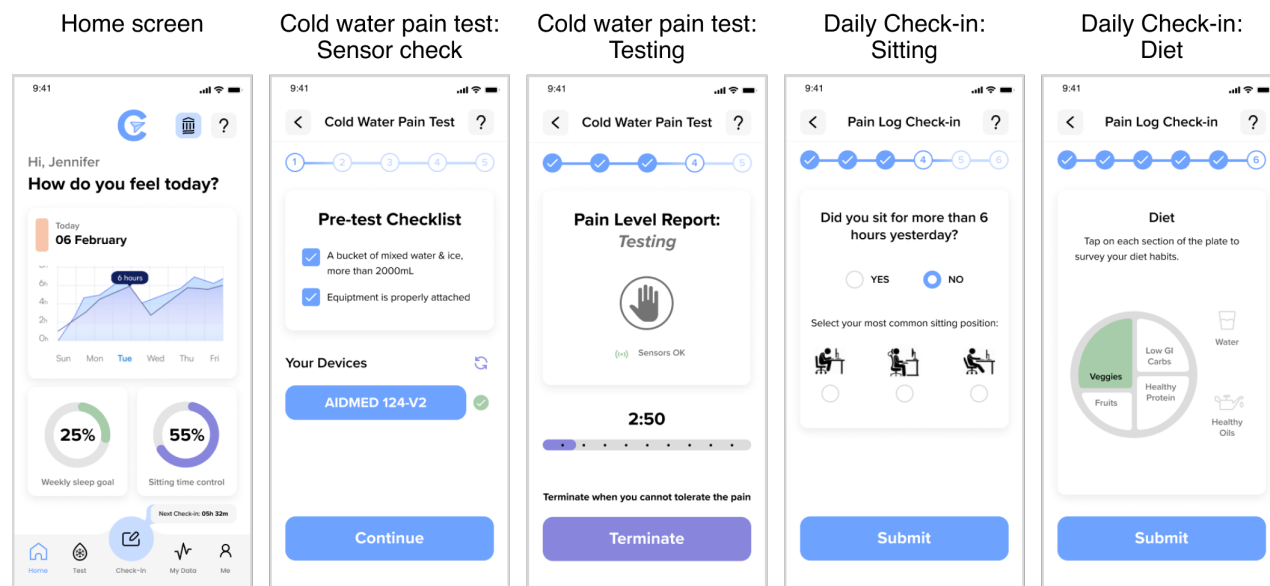 Home screen
Cold water pain test:
Sensor check
Cold water pain test:
Testing
Daily Check-in:
Sitting
Daily Check-in:
Diet
9:41
?
Hi, Jennifer
How do you feel today?
Today
06 February
6 hours
6h
4h
2h
0h
Sun Mon Tue Wed Thu Fri
25%
Weekly sleep goal
55%
Sitting time control
Next Check-in: 05h 32m
Home Test Check-in My Data Me
9:41
Cold Water Pain Test ?
1 2 3 4 5
Pre-test Checklist
A bucket of mixed water & ice,
more than 2000mL
Equiptment is properly attached
Your Devices
AIDMED 124-V2
Continue
9:41
Cold Water Pain Test ?
4 5
Pain Level Report:
Testing
Sensors OK
2:50
Terminate when you cannot tolerate the pain
Terminate
9:41
Pain Log Check-in ?
4 5 6
Did you sit for more than 6
hours yesterday?
YES NO
Select your most common sitting position:
Submit
9:41
Pain Log Check-in ?
6
Diet
Tap on each section of the plate to
survey your diet habits.
Veggies
Low GI
Carbs
Fruits
Healthy
Protein
Water
Healthy
Oils
Submit